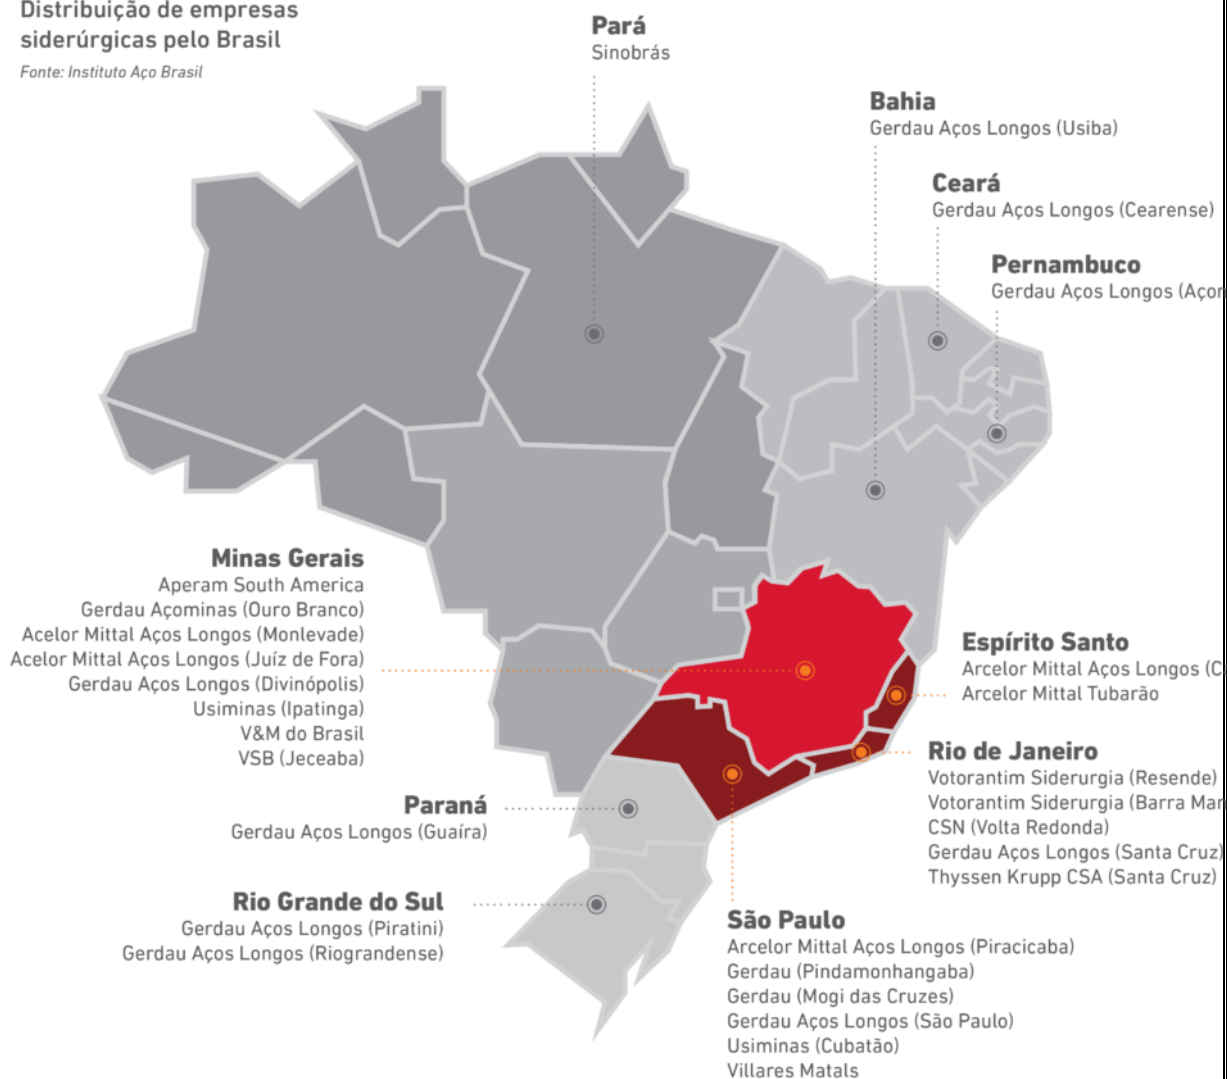 Distribuição de empresas
siderúrgicas pelo Brasil
Fonte: Instituto Aço Brasil
Pará
Sinobrás
Bahia
Gerdau Aços Longos (Usiba)
Ceará
Gerdau Aços Longos (Cearense)
Pernambuco
Gerdau Aços Longos
Minas Gerais
Aperam South America
Gerdau Açominas (Ouro Branco)
Acelor Mittal Aços Longos (Monlevade)
Acelor Mittal Aços Longos (Juíz de Fora)
Gerdau Aços Longos (Divinópolis)
Usiminas (Ipatinga)
V&M do Brasil
VSB (Jeceaba)
Espírito Santo
Arcelor Mittal Aços Longos
Arcelor Mittal Tubarão
Rio de Janeiro
Votorantim Siderurgia (Resende)
Votorantim Siderurgia (Barra
CSN (Volta Redonda)
Gerdau Aços Longos (Santa Cruz)
Thyssen Krupp CSA (Santa Cruz)
Paraná
Gerdau Aços Longos (Guaíra)
Rio Grande do Sul
Gerdau Aços Longos (Piratini)
Gerdau Aços Longos (Riograndense)
São Paulo
Arcelor Mittal Aços Longos (Piracicaba)
Gerdau (Pindamonhangaba)
Gerdau (Mogi das Cruzes)
Gerdau Aços Longos (São Paulo)
Usiminas (Cubatão)
Villares Matals